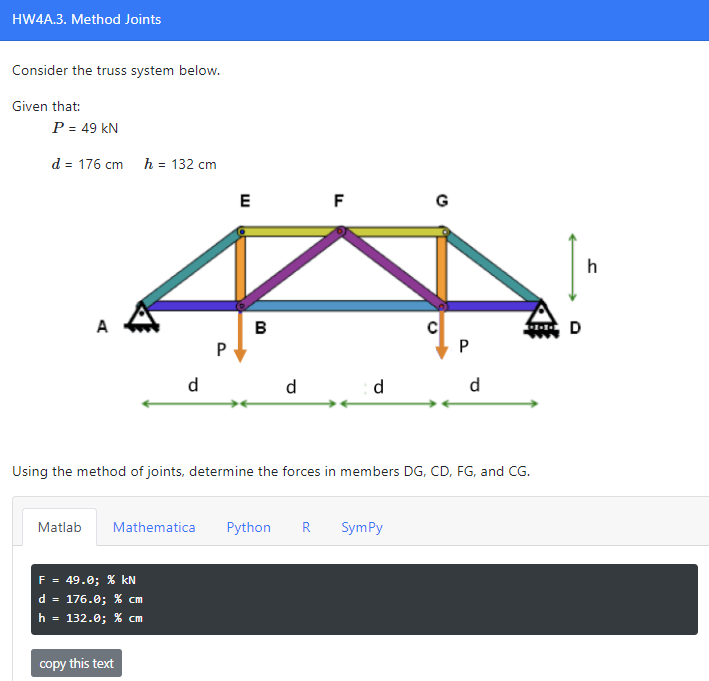 HW4A.3. Method Joints
Consider the truss system below.
Given that:
P = 49 kN
d = 176 cm h = 132 cm
E F G
h
A B C D
P P
d d d d
Using the method of joints, determine the forces in members DG, CD, FG, and CG.
Matlab Mathematica Python R SymPy
F = 49.0; % kN
d = 176.0; % cm
h = 132.0; % cm
copy this text